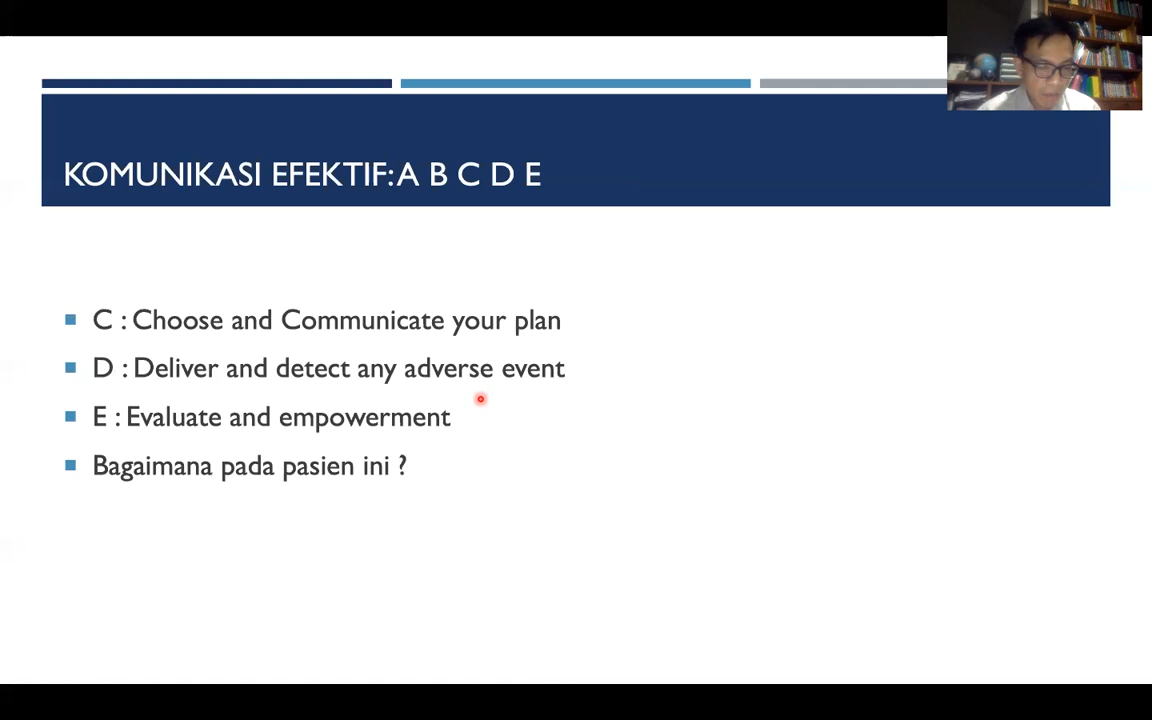 KOMUNIKASI EFEKTIF: A B C D E
C : Choose and Communicate your plan
D : Deliver and detect any adverse event
E : Evaluate and empowerment
Bagaimana pada pasien ini ?